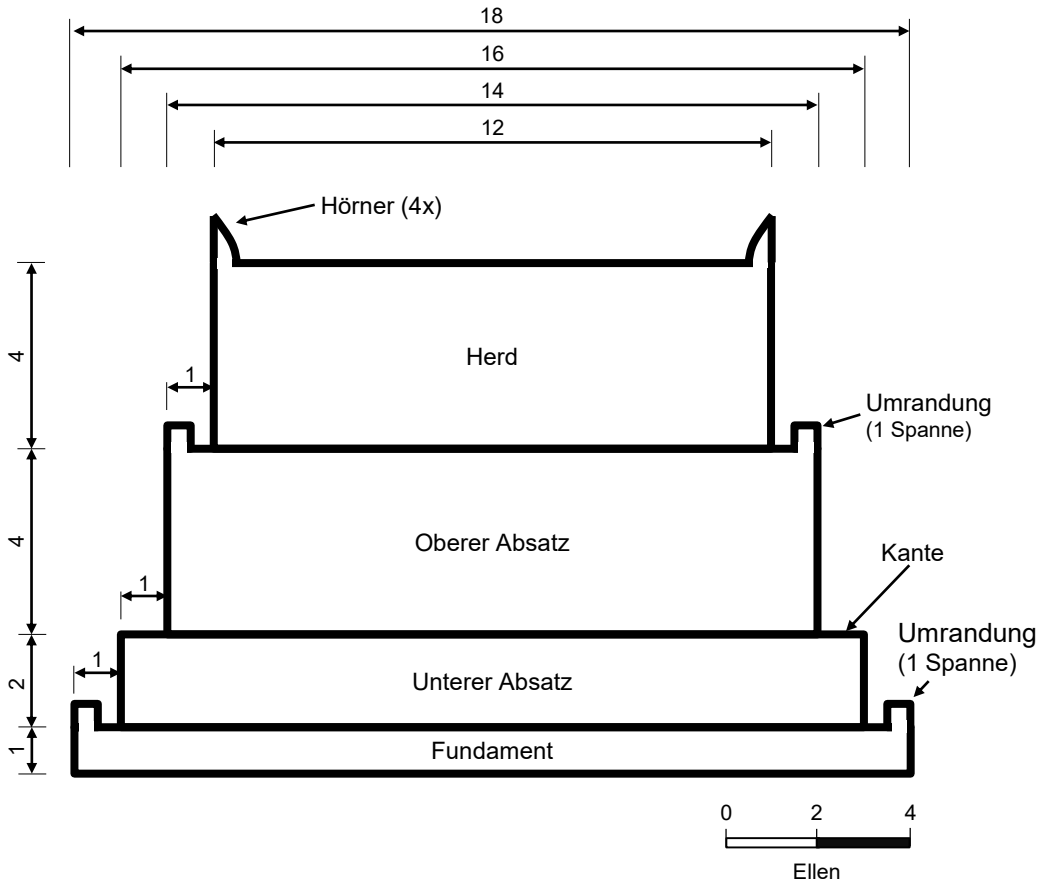 18
16
14
12
Hörner (4x)
4
Herd
1
Umrandung
(1 Spanne)
4
Oberer Absatz
Kante
1
Umrandung
(1 Spanne)
2
1
Unterer Absatz
1
Fundament
0 2 4
Ellen